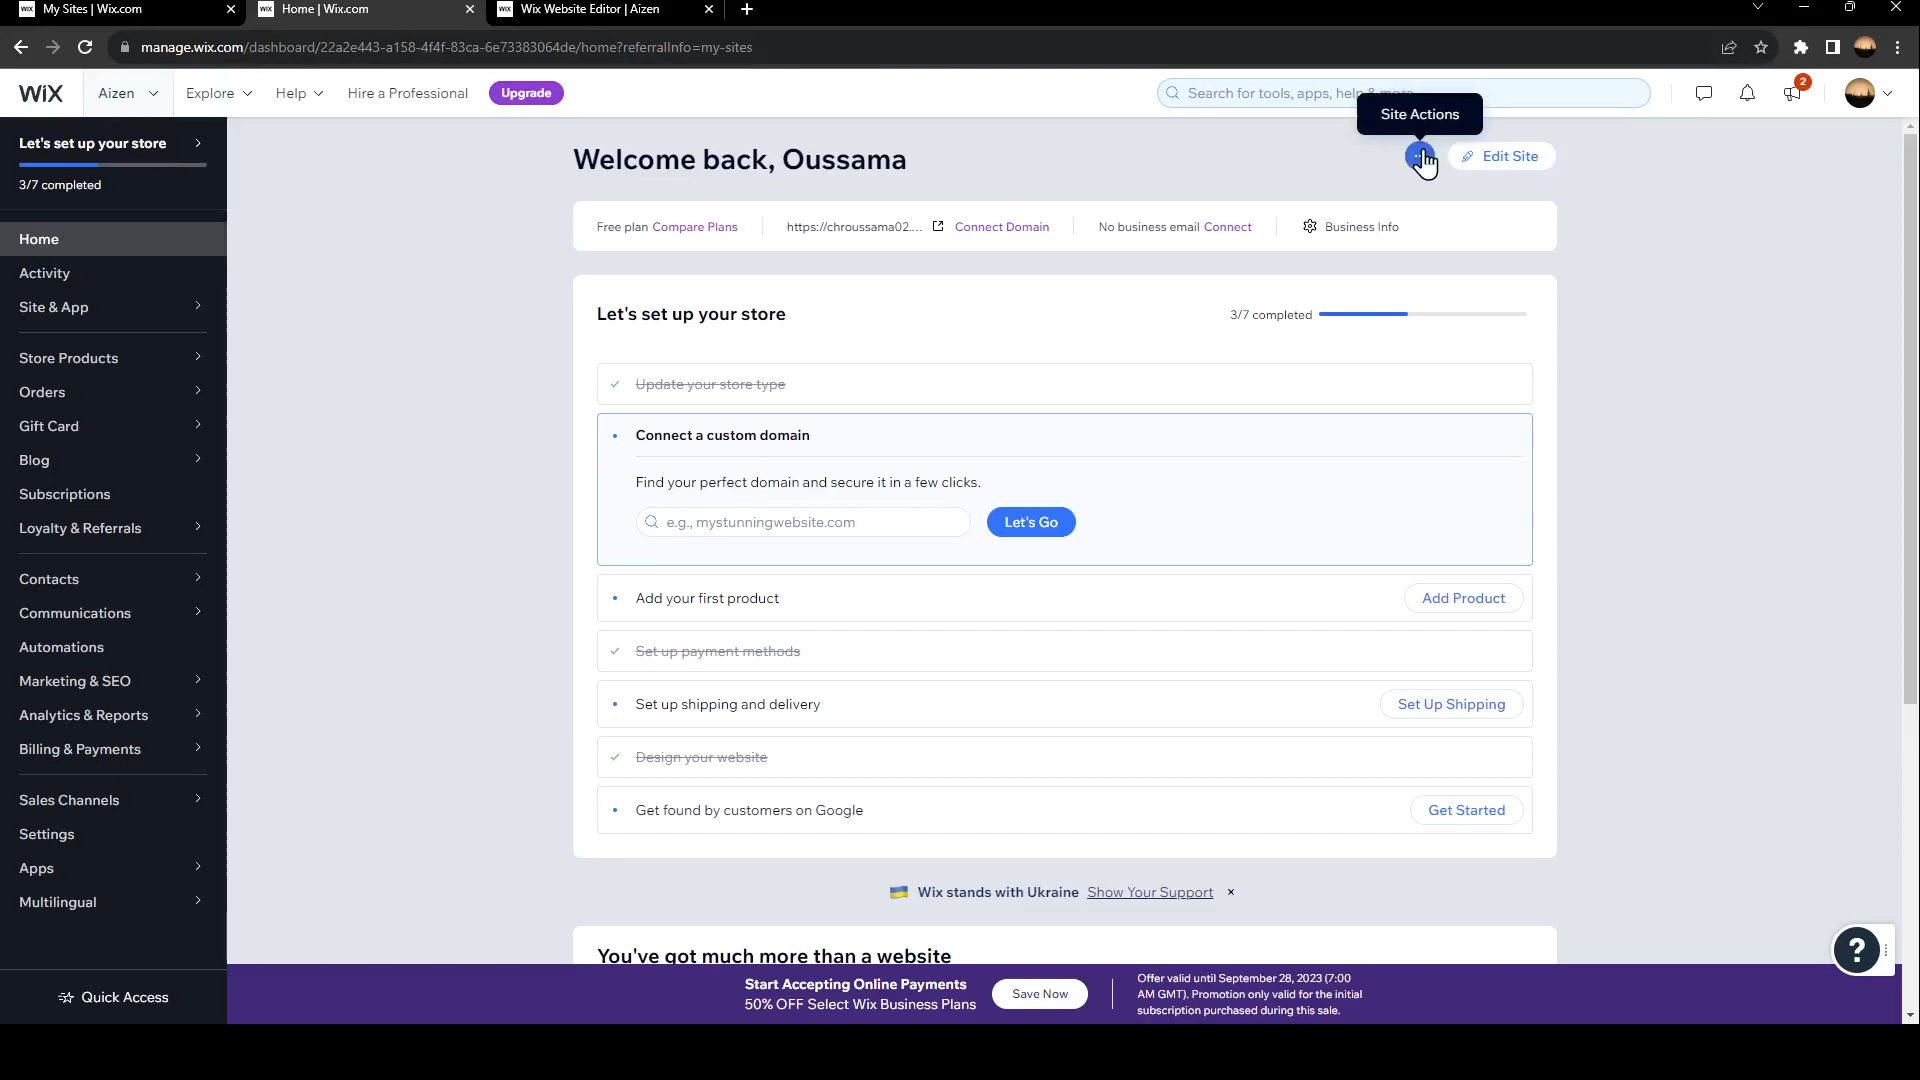 My Sites | Wix.com
Home | Wix.com
Wix Website Editor | Aizen
manage.wix.com/dashboard/22a2e443-a158-4f4f-83ca-6e73383064de/home?referralInfo=my-sites
WiX
Aizen
Explore
Help
Hire a Professional
Upgrade
Search for tools, apps, help & more...
2
Site Actions
Let's set up your store
3/7 completed
Home
Activity
Site & App
Store Products
Orders
Gift Card
Blog
Subscriptions
Loyalty & Referrals
Contacts
Communications
Automations
Marketing & SEO
Analytics & Reports
Billing & Payments
Sales Channels
Settings
Apps
Multilingual
Quick Access
Welcome back, Oussama
Edit Site
Free plan Compare Plans
https://chroussama02....
Connect Domain
No business email Connect
Business Info
Let's set up your store
3/7 completed
Update your store type
Connect a custom domain
Find your perfect domain and secure it in a few clicks.
e.g., mystunningwebsite.com
Let's Go
Add your first product
Add Product
Set up payment methods
Set up shipping and delivery
Set Up Shipping
Design your website
Get found by customers on Google
Get Started
Wix stands with Ukraine Show Your Support
You've got much more than a website
Start Accepting Online Payments
50% OFF Select Wix Business Plans
Save Now
Offer valid until September 28, 2023 (7:00
AM GMT). Promotion only valid for the initial
subscription purchased during this sale.
?